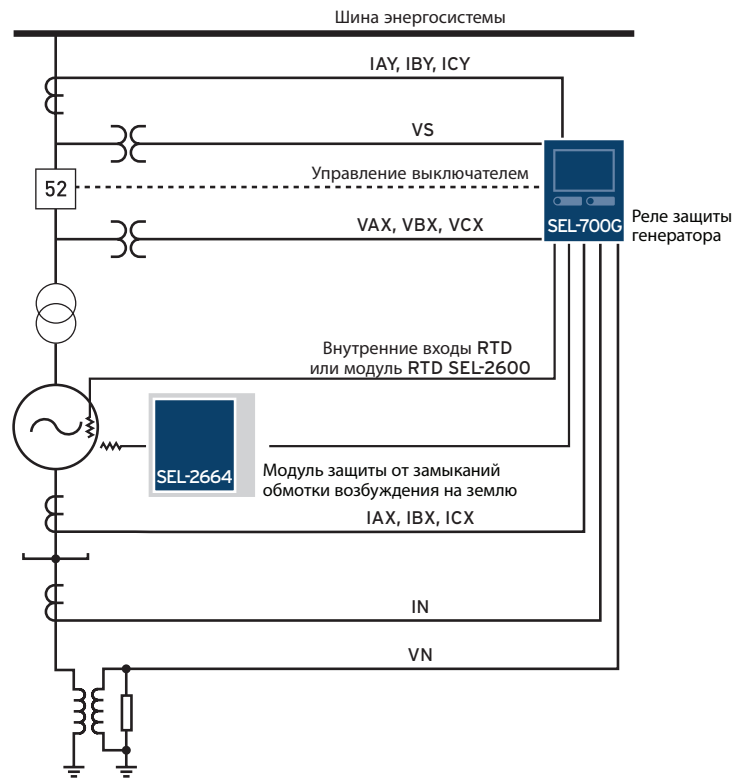 Шина энергосистемы
IAY, IBY, ICY
VS
52
Управление выключателем
SEL-700G
Реле защиты
генератора
VAX, VBX, VCX
Внутренние входы RTD
или модуль RTD SEL-2600
SEL-2664
Модуль защиты от замыканий
обмотки возбуждения на землю
IAX, IBX, ICX
IN
VN